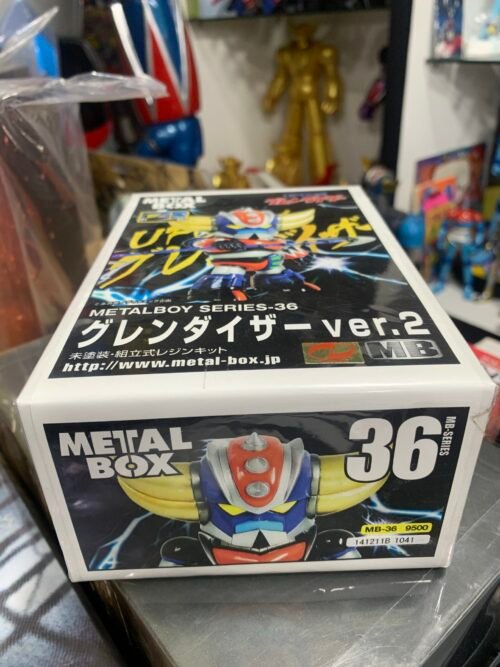 METAL
BOX
METALBOY SERIES-36
グレンダイザー ver.2
未塗装・組立式レジンキット
http://www.metal-box.jp
MB
METAL
BOX
36
MB-SERIES
MB-36 9500
141211B 1041